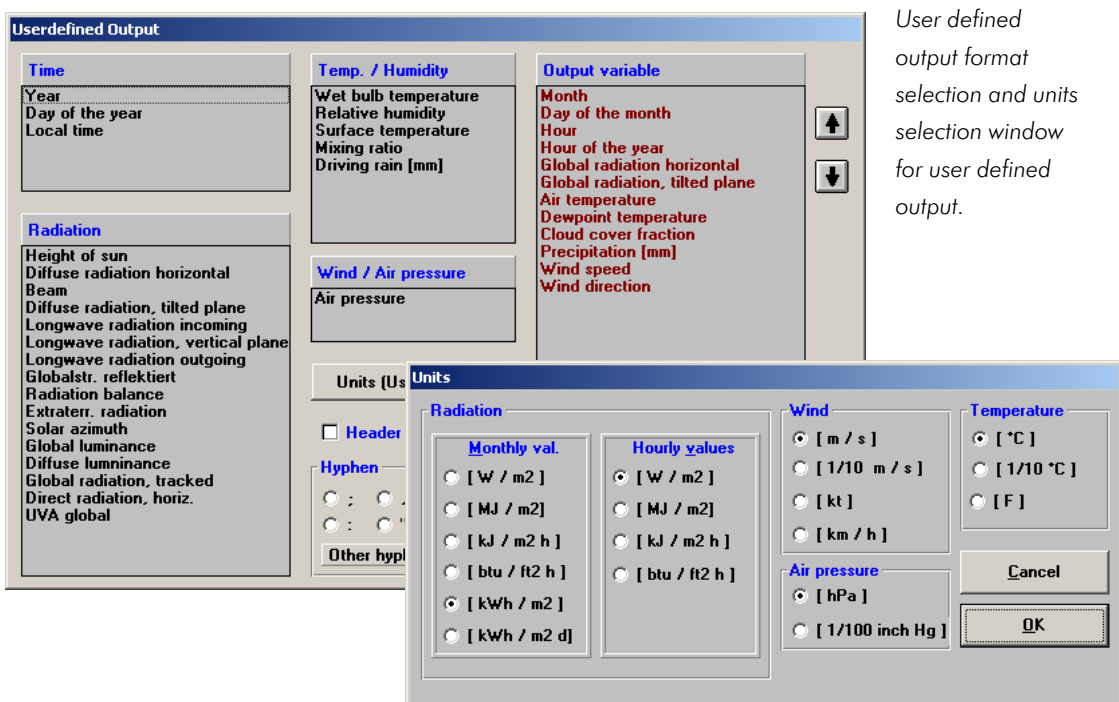 Userdefined Output
Time
Year
Day of the year
Local time
Radiation
Height of sun
Diffuse radiation horizontal
Beam
Diffuse radiation, tilted plane
Longwave radiation incoming
Longwave radiation, vertical plane
Longwave radiation outgoing
Globalstr. reflektiert
Radiation balance
Extraterr. radiation
Solar azimuth
Global luminance
Diffuse lumninance
Global radiation, tracked
Direct radiation, horiz.
UVA global
Temp. / Humidity
Wet bulb temperature
Relative humidity
Surface temperature
Mixing ratio
Driving rain [mm]
Wind / Air pressure
Air pressure
Units (Us
Header
Hyphen
;
:
"
Other hyph
Output variable
Month
Day of the month
Hour
Hour of the year
Global radiation horizontal
Global radiation, tilted plane
Air temperature
Dewpoint temperature
Cloud cover fraction
Precipitation [mm]
Wind speed
Wind direction
User defined
output format
selection and units
selection window
for user defined
output.
Units
Radiation
Monthly val.
[ W / m2 ]
[ MJ / m2]
[ kJ / m2 h ]
[ btu / ft2 h ]
[ kWh / m2 ]
[ kWh / m2 d]
Hourly values
[ W / m2 ]
[ MJ / m2]
[ kJ / m2 h ]
[ btu / ft2 h ]
Wind
[ m / s ]
[ 1/10 m / s ]
[ kt ]
[ km / h ]
Air pressure
[ hPa ]
[ 1/100 inch Hg ]
Temperature
[ °C ]
[ 1/10 °C ]
[ F ]
Cancel
OK